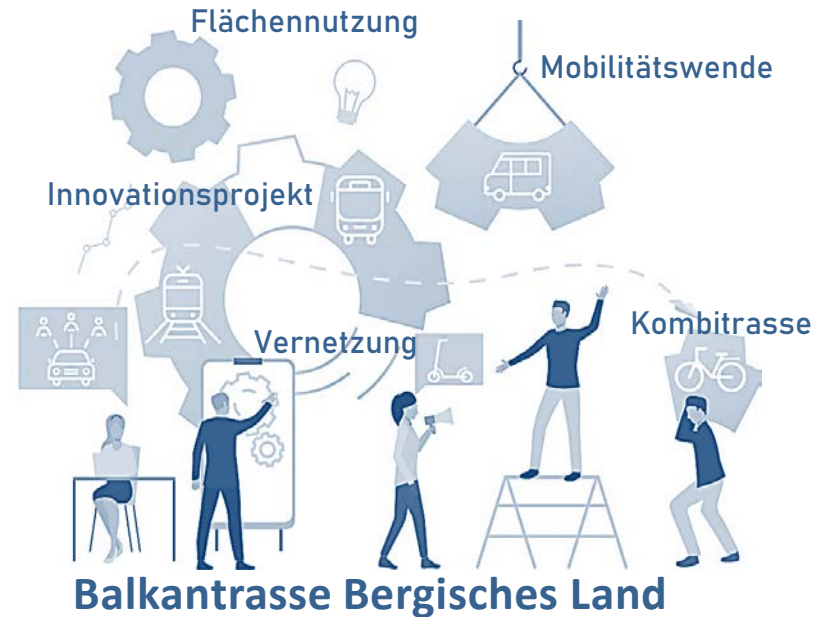 Flächennutzung
Mobilitätswende
Innovationsprojekt
Vernetzung
Kombitrasse
Balkantrasse Bergisches Land